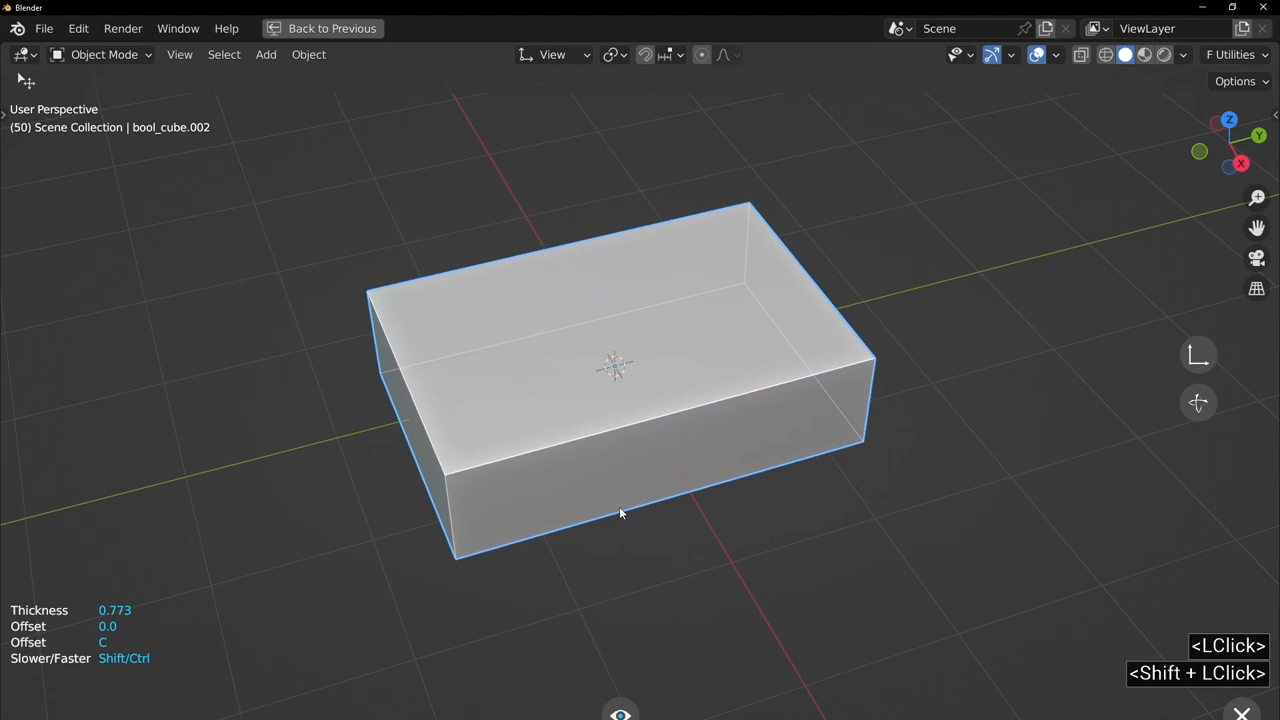 Blender
File Edit Render Window Help Back to Previous Scene ViewLayer
Object Mode View Select Add Object View F Utilities
Options
User Perspective
(50) Scene Collection | bool_cube.002
Z
Y
X
Thickness 0.773
Offset 0.0
Offset C
Slower/Faster Shift/Ctrl
<LClick>
<Shift + LClick>